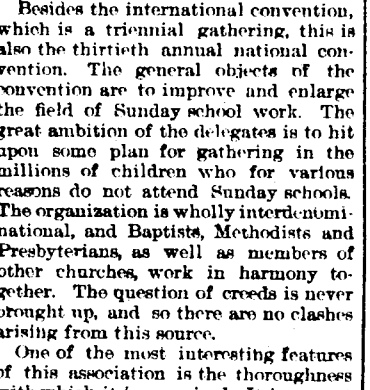 Besides the international convention,
which is a triennial gathering, this is
also the thirtieth annual national con-
vention. The general objects of the
convention are to improve and enlarge
the field of Sunday school work. The
great ambition of the delegates is to hit
upon some plan for gathering in the
millions of children who for various
reasons do not attend Sunday schools.
The organization is wholly interdenomi-
national, and Baptists, Methodists and
Presbyterians, as well as members of
other churches, work in harmony to-
gether. The question of creeds is never
brought up, and so there are no clashes
arising from this source.
One of the most interesting features
of this association is the thoroughness